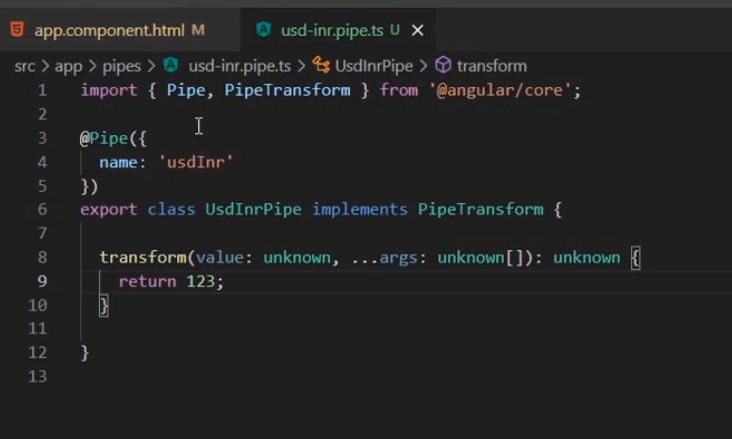 app.component.html M usd-inr.pipe.ts U ×
src > app > pipes > usd-inr.pipe.ts > UsdInrPipe > transform
1 import { Pipe, PipeTransform } from '@angular/core';
2
3 @Pipe({
4   name: 'usdInr'
5 })
6 export class UsdInrPipe implements PipeTransform {
7
8   transform(value: unknown, ...args: unknown[]): unknown {
9     return 123;
10   }
11
12 }
13